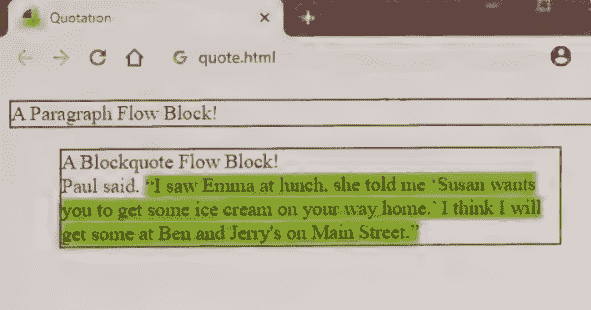 Quotation
quote.html
A Paragraph Flow Block!
A Blockquote Flow Block!
Paul said. “I saw Emma at lunch. she told me ‘Susan wants
you to get some ice cream on your way home.’ I think I will
get some at Ben and Jerry's on Main Street.”